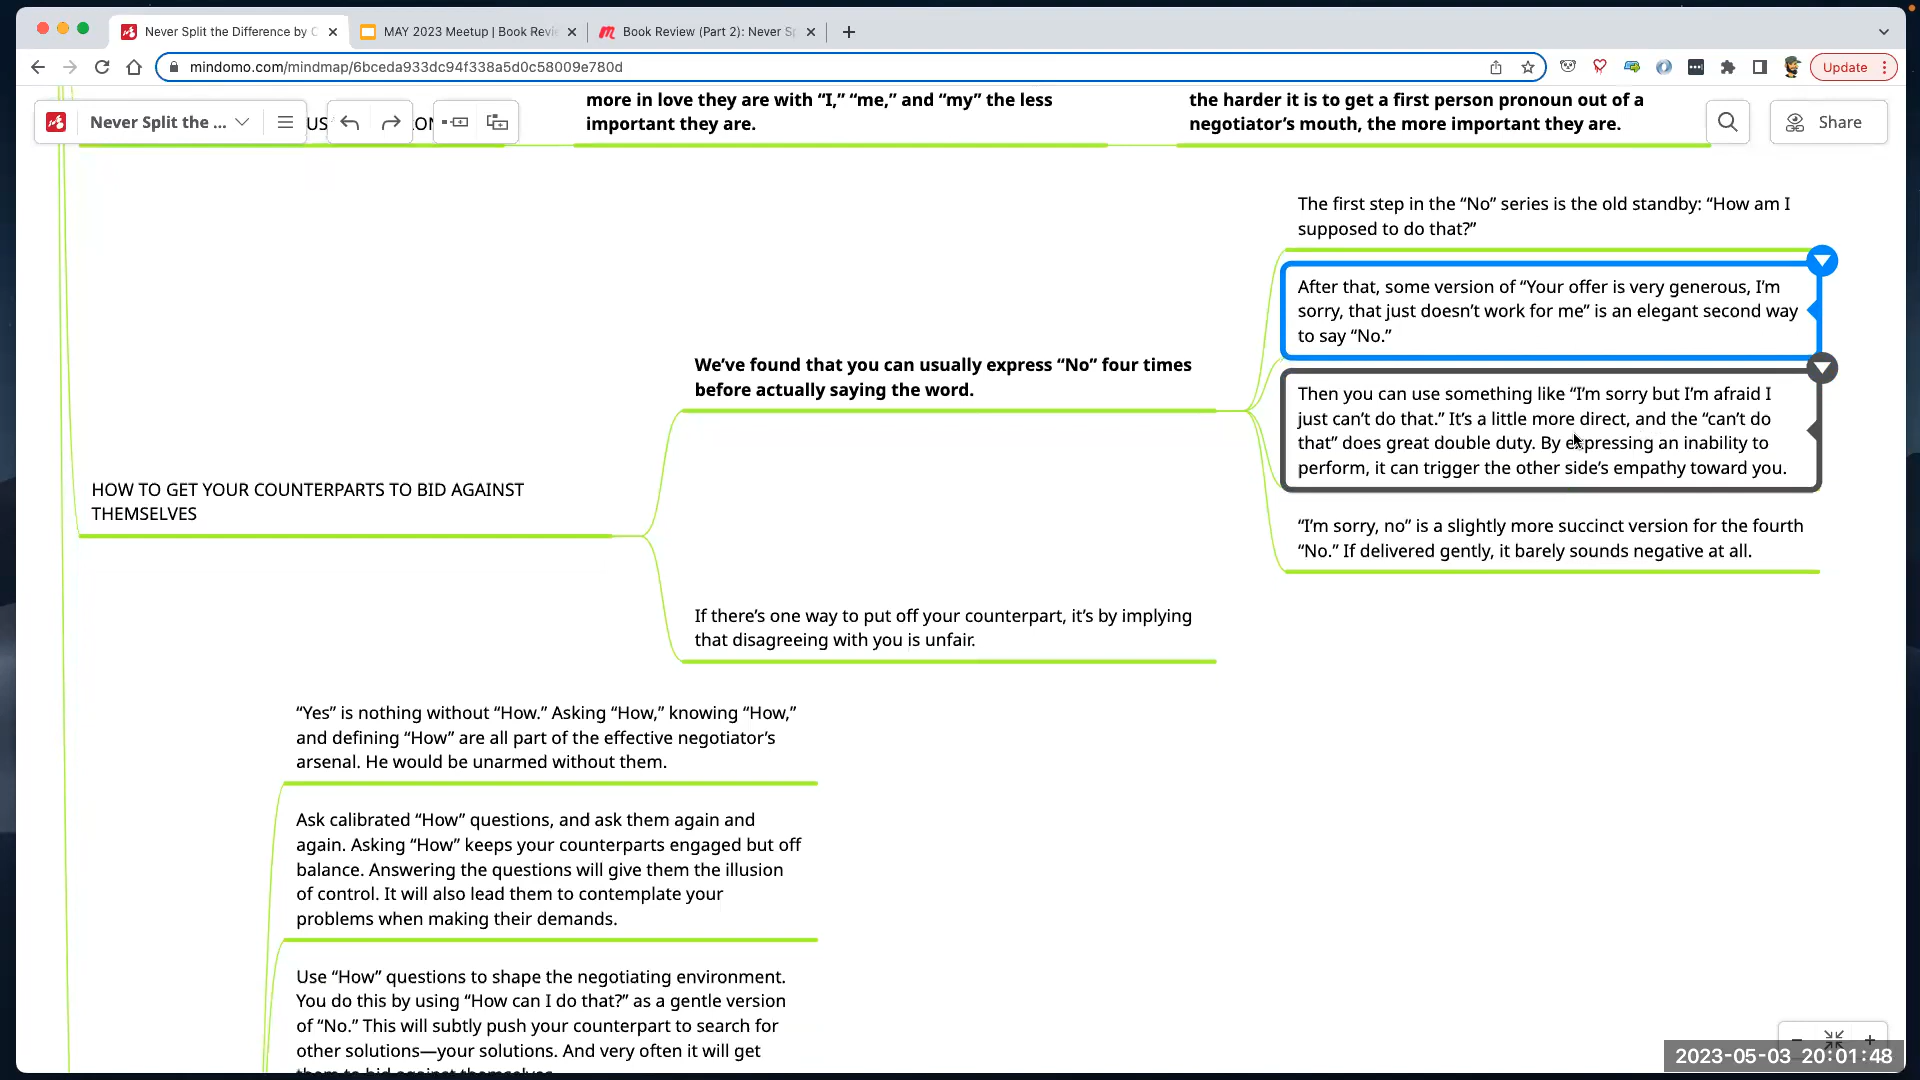 Never Split the Difference by C
MAY 2023 Meetup | Book Revie
Book Review (Part 2): Never Sp
mindomo.com/mindmap/6bceda933dc94f338a5d0c58009e780d
Update
Never Split the ...
US
ON
Share
more in love they are with “I,” “me,” and “my” the less
important they are.
the harder it is to get a first person pronoun out of a
negotiator’s mouth, the more important they are.
The first step in the “No” series is the old standby: “How am I
supposed to do that?”
After that, some version of “Your offer is very generous, I’m
sorry, that just doesn’t work for me” is an elegant second way
to say “No.”
We’ve found that you can usually express “No” four times
before actually saying the word.
Then you can use something like “I’m sorry but I’m afraid I
just can’t do that.” It’s a little more direct, and the “can’t do
that” does great double duty. By expressing an inability to
perform, it can trigger the other side’s empathy toward you.
HOW TO GET YOUR COUNTERPARTS TO BID AGAINST
THEMSELVES
“I’m sorry, no” is a slightly more succinct version for the fourth
“No.” If delivered gently, it barely sounds negative at all.
If there’s one way to put off your counterpart, it’s by implying
that disagreeing with you is unfair.
“Yes” is nothing without “How.” Asking “How,” knowing “How,”
and defining “How” are all part of the effective negotiator’s
arsenal. He would be unarmed without them.
Ask calibrated “How” questions, and ask them again and
again. Asking “How” keeps your counterparts engaged but off
balance. Answering the questions will give them the illusion
of control. It will also lead them to contemplate your
problems when making their demands.
Use “How” questions to shape the negotiating environment.
You do this by using “How can I do that?” as a gentle version
of “No.” This will subtly push your counterpart to search for
other solutions—your solutions. And very often it will get
them to bid against themselves.
2023-05-03 20:01:48